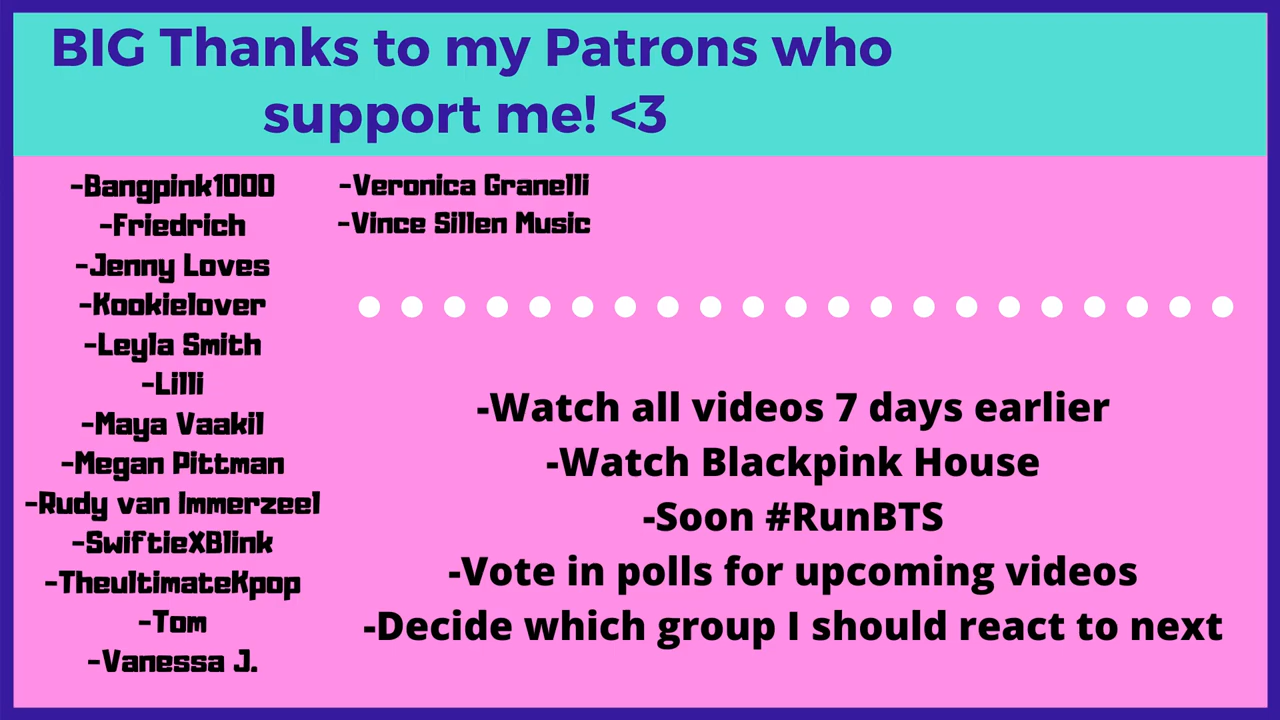 BIG Thanks to my Patrons who
support me! <3
-Bangpink1000
-Friedrich
-Jenny Loves
-Kookielover
-Leyla Smith
-Lilli
-Maya Vaakil
-Megan Pittman
-Rudy van Immerzeel
-SwiftieXBlink
-TheultimateKpop
-Tom
-Vanessa J.
-Veronica Granelli
-Vince Sillen Music
-Watch all videos 7 days earlier
-Watch Blackpink House
-Soon #RunBTS
-Vote in polls for upcoming videos
-Decide which group I should react to next